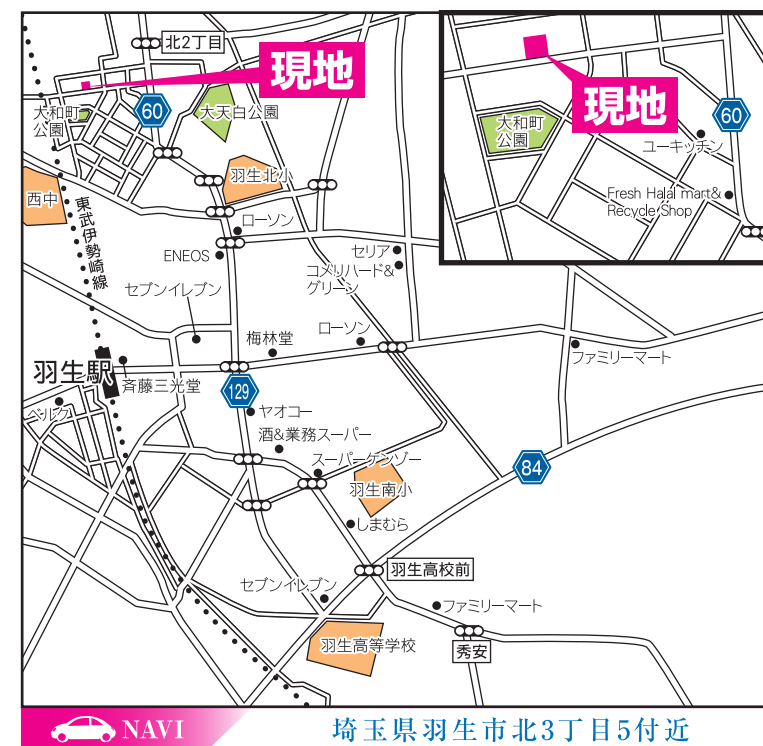 北2丁目
現地
大和町
公園
60
大天白公園
西中
東武伊勢崎線
羽生北小
ローソン
ENEOS
セリア
コメリハード&
グリーン
セブンイレブン
梅林堂
ローソン
ファミリーマート
羽生駅
斉藤三光堂
ベルク
129
ヤオコー
酒&業務スーパー
スーパーケンゾー
羽生南小
84
しまむら
羽生高校前
セブンイレブン
ファミリーマート
羽生高等学校
秀安
現地
大和町
公園
60
ユーキッチン
Fresh Halal mart&
Recycle Shop
NAVI
埼玉県羽生市北3丁目5付近